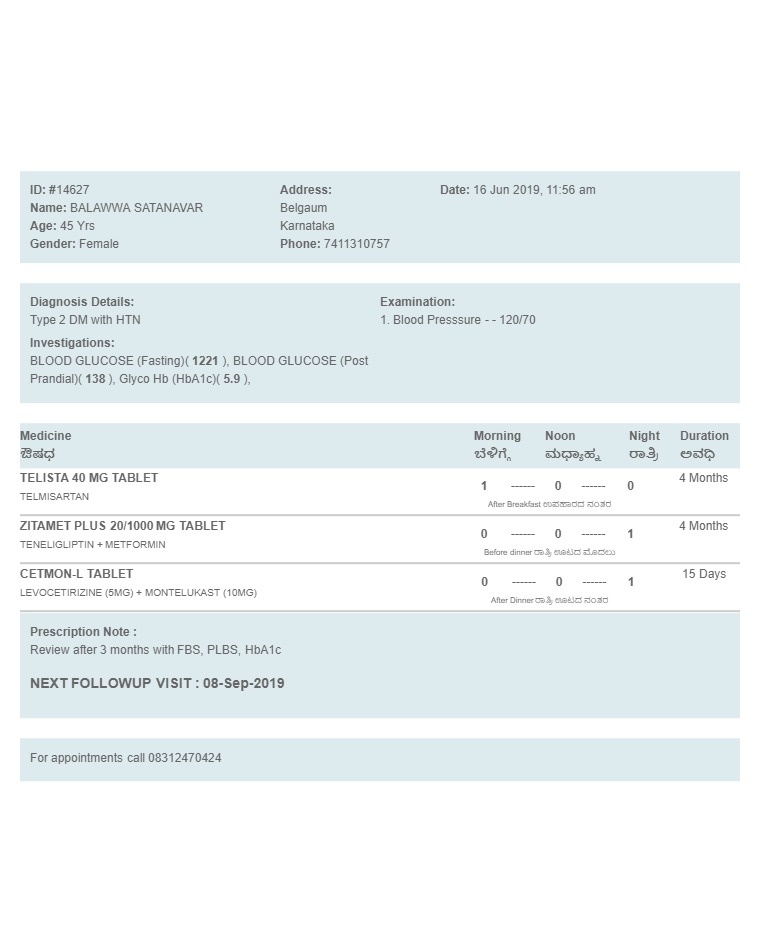 ID: #14627
Name: BALAWWA SATANAVAR
Age: 45 Yrs
Gender: Female
Address:
Belgaum
Karnataka
Phone: 7411310757
Date: 16 Jun 2019, 11:56 am
Diagnosis Details:
Type 2 DM with HTN
Investigations:
BLOOD GLUCOSE (Fasting)( 1221 ), BLOOD GLUCOSE (Post
Prandial)( 138 ), Glyco Hb (HbA1c)( 5.9 ),
Examination:
1. Blood Presssure - - 120/70
Medicine Morning Noon Night Duration
ಔಷಧ ಬೆಳಿಗ್ಗೆ ಮಧ್ಯಾಹ್ನ ರಾತ್ರಿ ಅವಧಿ
TELISTA 40 MG TABLET 4 Months
1 ------ 0 ------ 0
TELMISARTAN
After Breakfast ಉಪಹಾರದ ನಂತರ
ZITAMET PLUS 20/1000 MG TABLET 4 Months
0 ------ 0 ------ 1
TENELIGLIPTIN + METFORMIN
Before dinner ರಾತ್ರಿ ಊಟದ ಮೊದಲು
CETMON-L TABLET 15 Days
0 ------ 0 ------ 1
LEVOCETIRIZINE (5MG) + MONTELUKAST (10MG)
After Dinner ರಾತ್ರಿ ಊಟದ ನಂತರ
Prescription Note :
Review after 3 months with FBS, PLBS, HbA1c
NEXT FOLLOWUP VISIT : 08-Sep-2019
For appointments call 08312470424